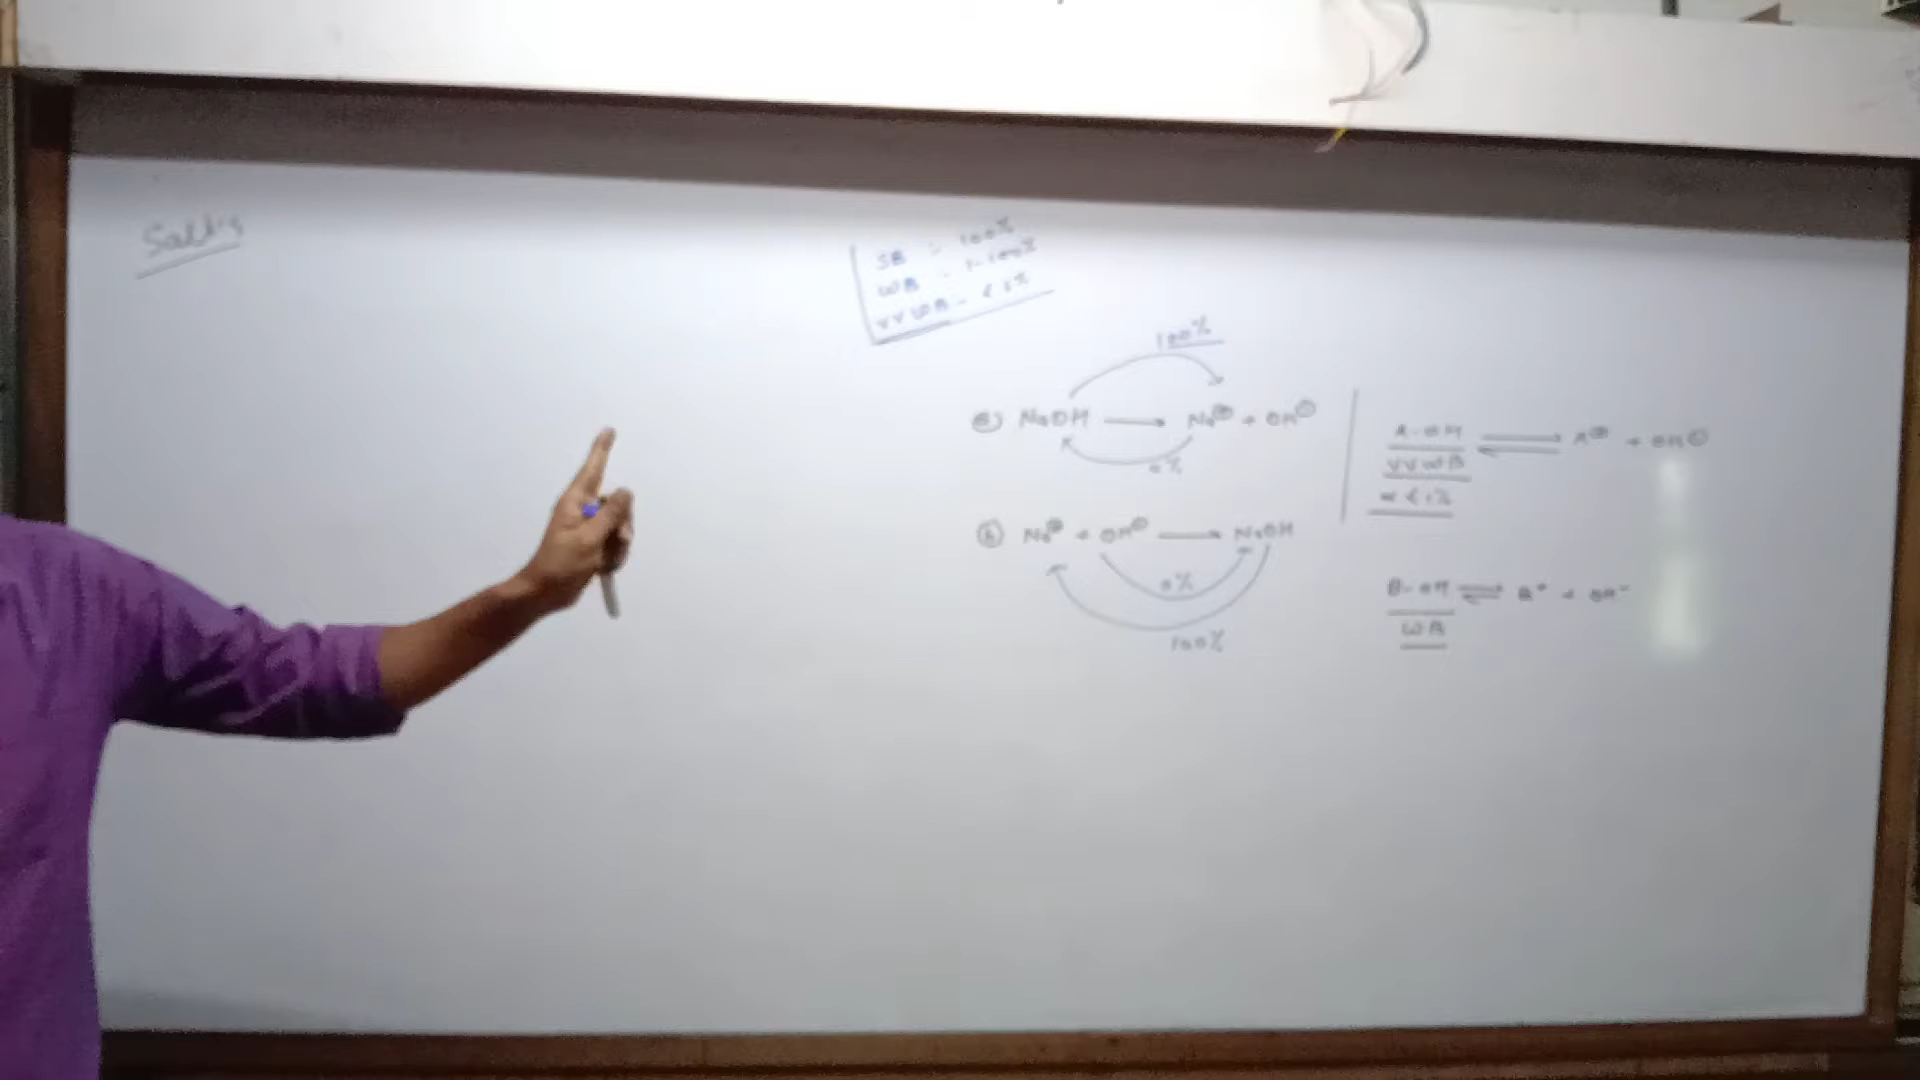 Salt's
SB - 100%
WB - 1-100%
VVWB - < 1%
100%
ⓐ NaOH ⟶ Na⊕ + OH⊖
0%
ⓑ Na⊕ + OH⊖ ⟶ NaOH
0%
100%
A-OH ⇌ A⊕ + OH⊖
VVWB
α < 1%
B-OH ⇌ B⁺ + OH⁻
WB